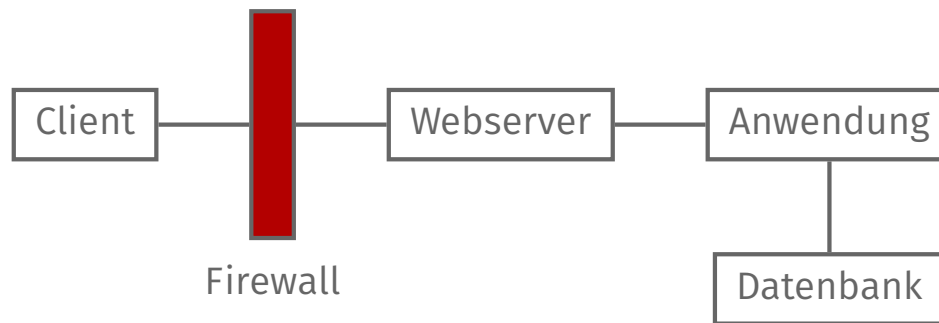 Client
Webserver
Anwendung
Firewall
Datenbank